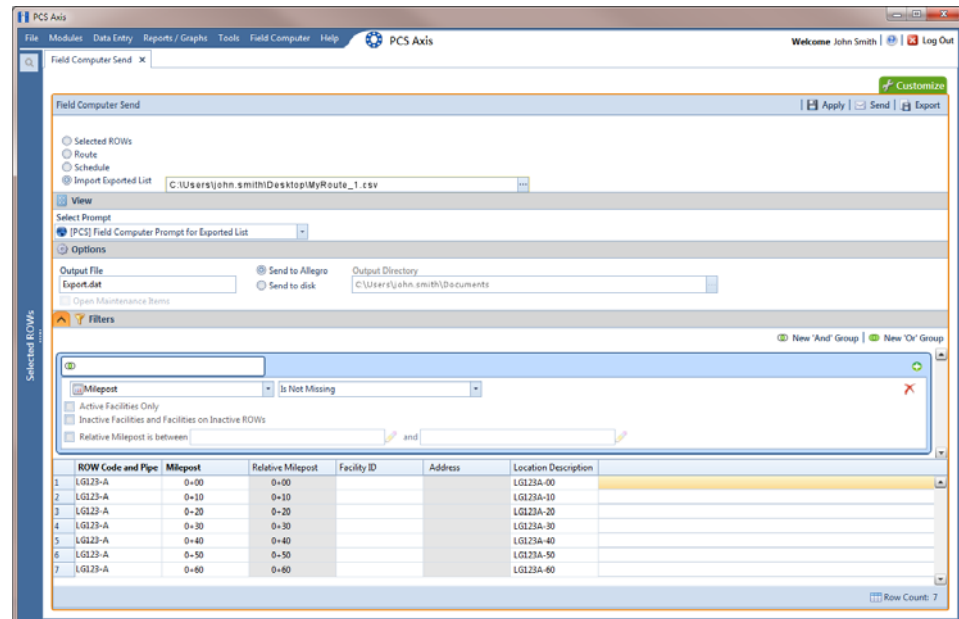 PCS Axis
File Modules Data Entry Reports / Graphs Tools Field Computer Help PCS Axis Welcome John Smith | | Log Out
Field Computer Send X
Customize
Field Computer Send | Apply | Send | Export
Selected ROWs
Route
Schedule
Import Exported List C:\Users\john.smith\Desktop\MyRoute_1.csv ...
View
Select Prompt
[PCS] Field Computer Prompt for Exported List
Options
Output File Send to Allegro Output Directory
Export.dat Send to disk C:\Users\john.smith\Documents ...
Open Maintenance Items
Filters
New 'And' Group | New 'Or' Group
Milepost Is Not Missing
Active Facilities Only
Inactive Facilities and Facilities on Inactive ROWs
Relative Milepost is between and
Selected ROWs
ROW Code and Pipe Milepost Relative Milepost Facility ID Address Location Description
1 LG123-A 0+00 0+00 LG123A-00
2 LG123-A 0+10 0+10 LG123A-10
3 LG123-A 0+20 0+20 LG123A-20
4 LG123-A 0+30 0+30 LG123A-30
5 LG123-A 0+40 0+40 LG123A-40
6 LG123-A 0+50 0+50 LG123A-50
7 LG123-A 0+60 0+60 LG123A-60
Row Count: 7